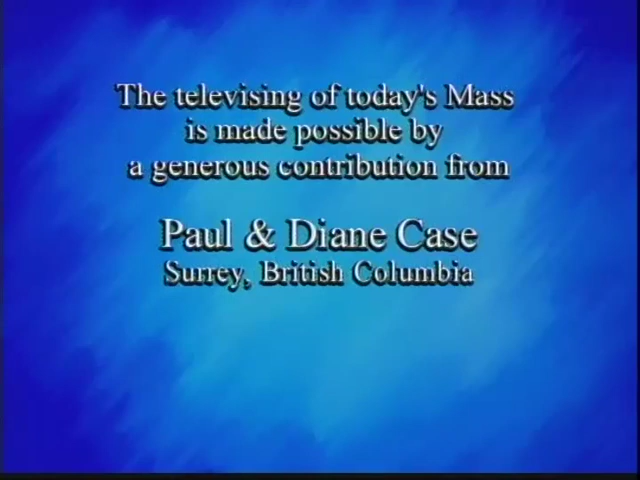 The televising of today's Mass
is made possible by
a generous contribution from
Paul & Diane Case
Surrey, British Columbia